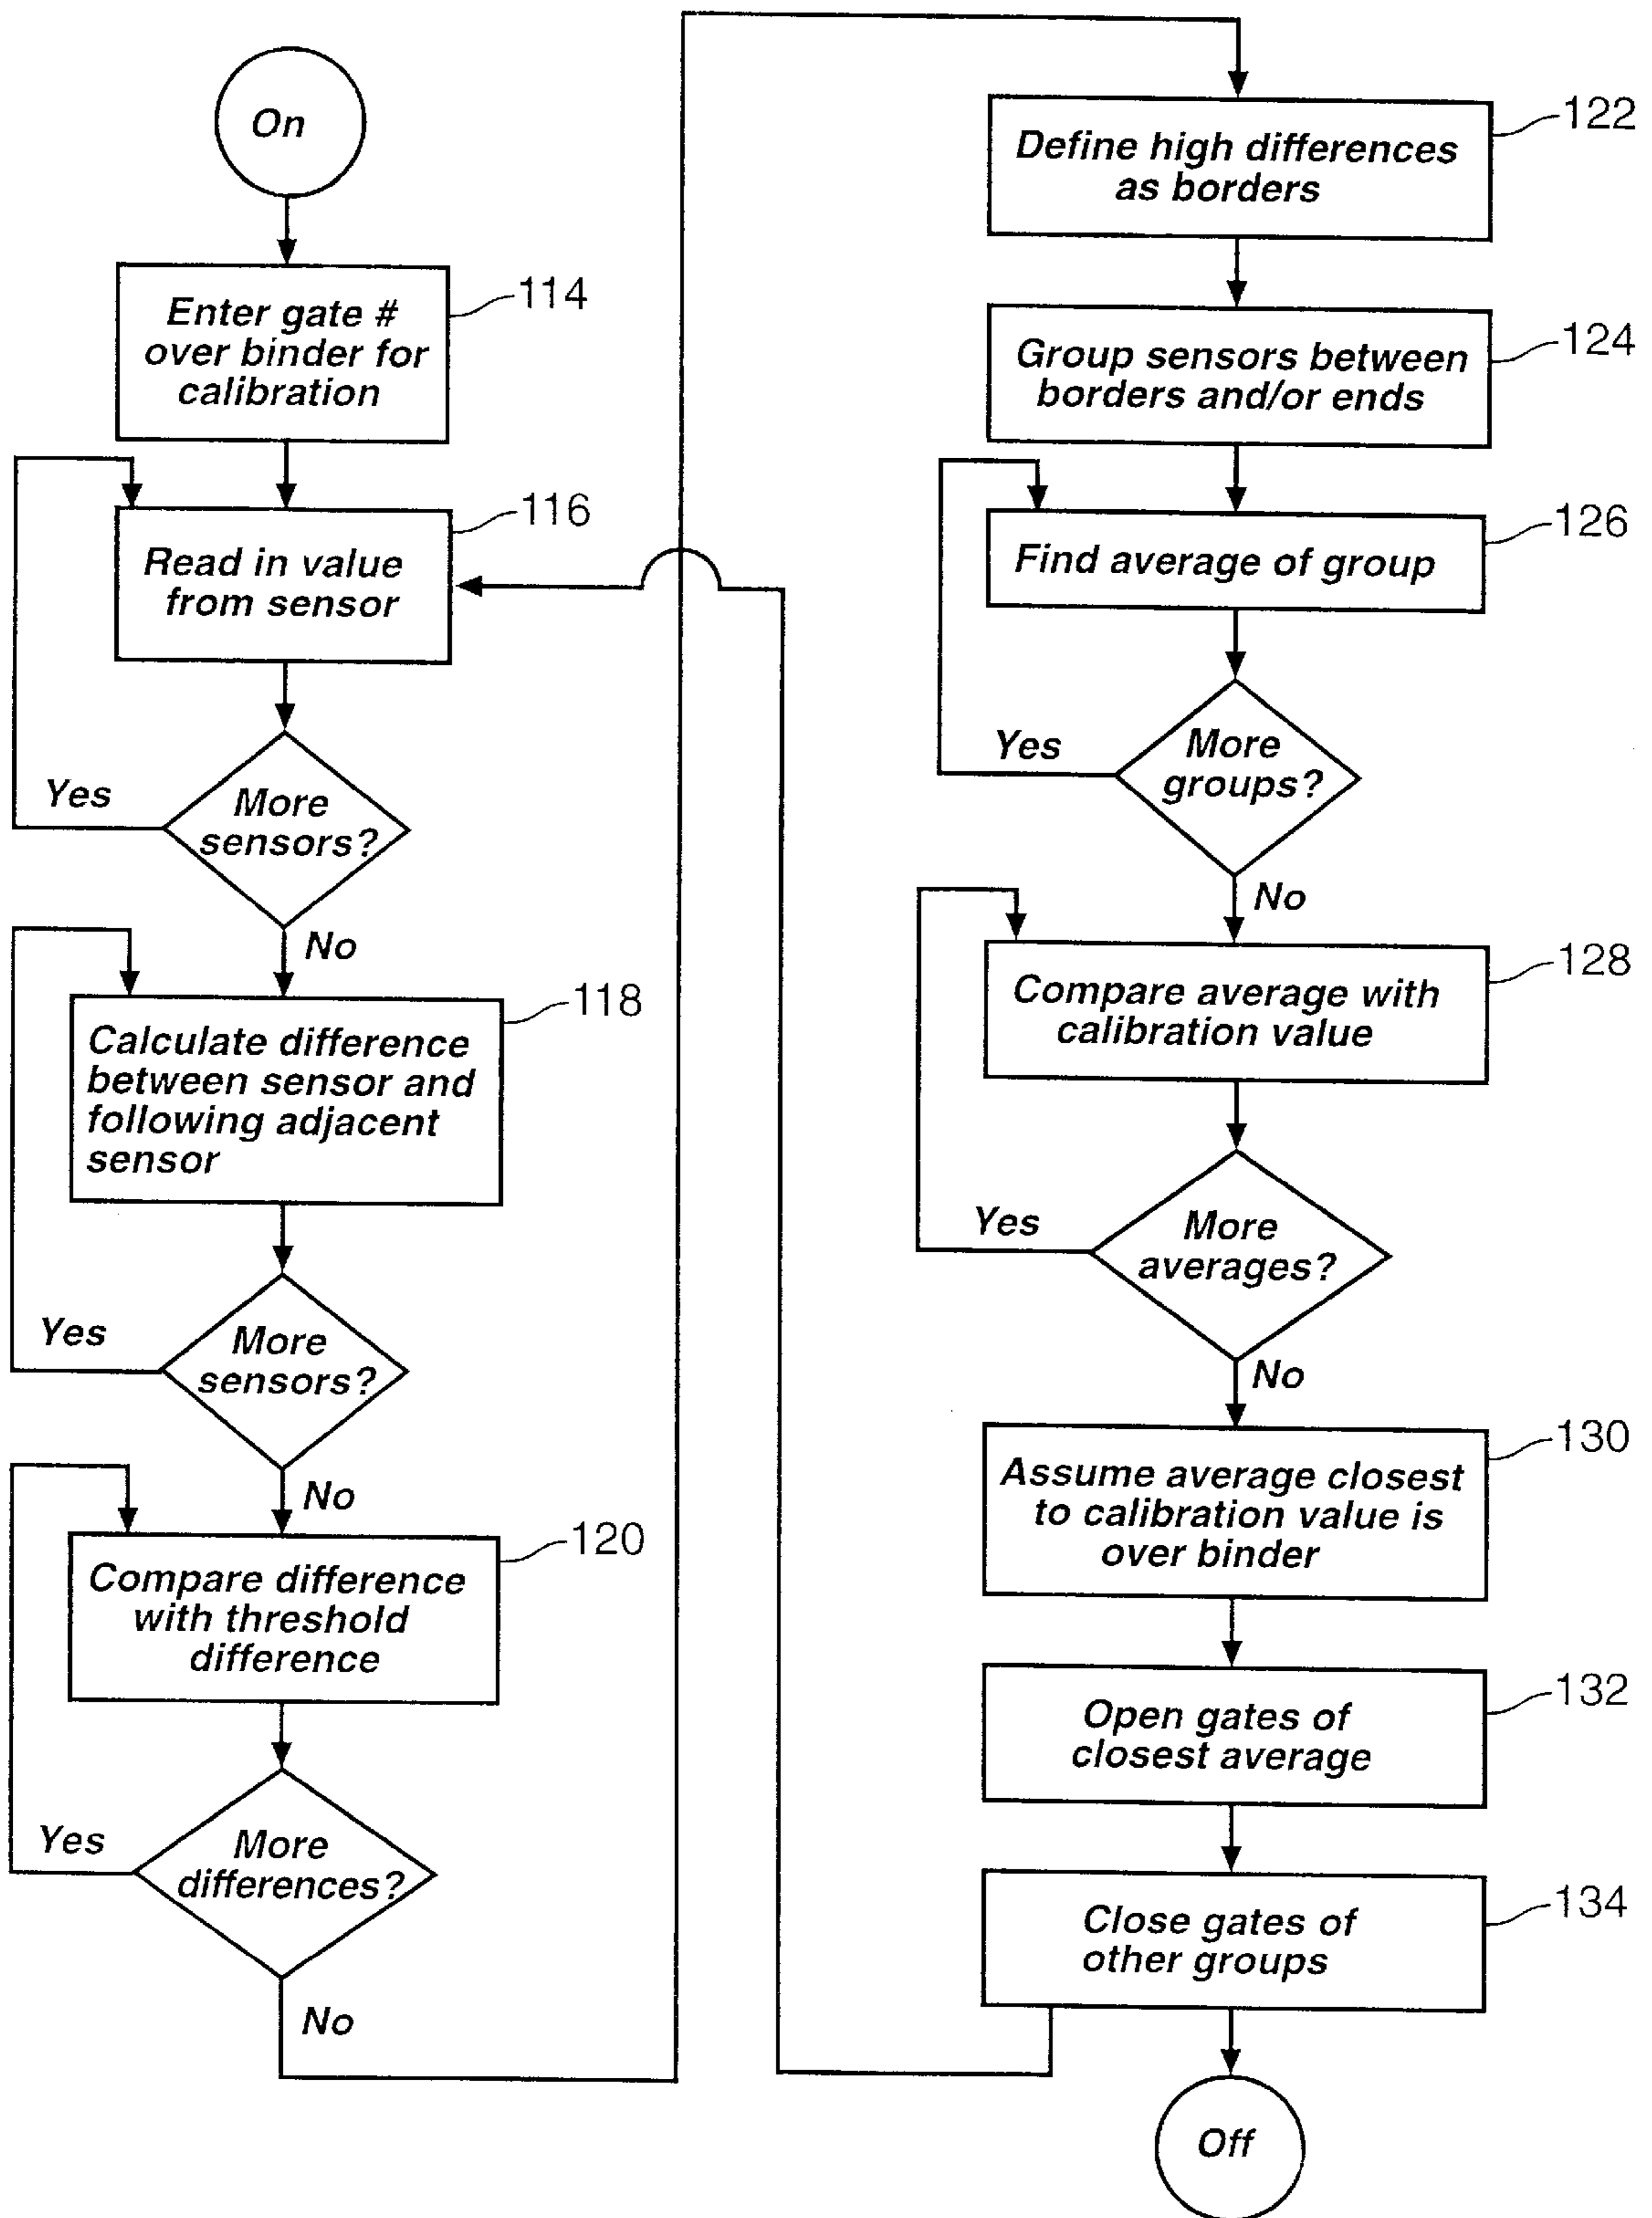 On
Enter gate #
over binder for
calibration
114
Read in value
from sensor
116
More
sensors?
Yes
No
Calculate difference
between sensor and
following adjacent
sensor
118
More
sensors?
Yes
No
Compare difference
with threshold
difference
120
More
differences?
Yes
No
Define high differences
as borders
122
Group sensors between
borders and/or ends
124
Find average of group
126
More
groups?
Yes
No
Compare average with
calibration value
128
More
averages?
Yes
No
Assume average closest
to calibration value is
over binder
130
Open gates of
closest average
132
Close gates of
other groups
134
Off